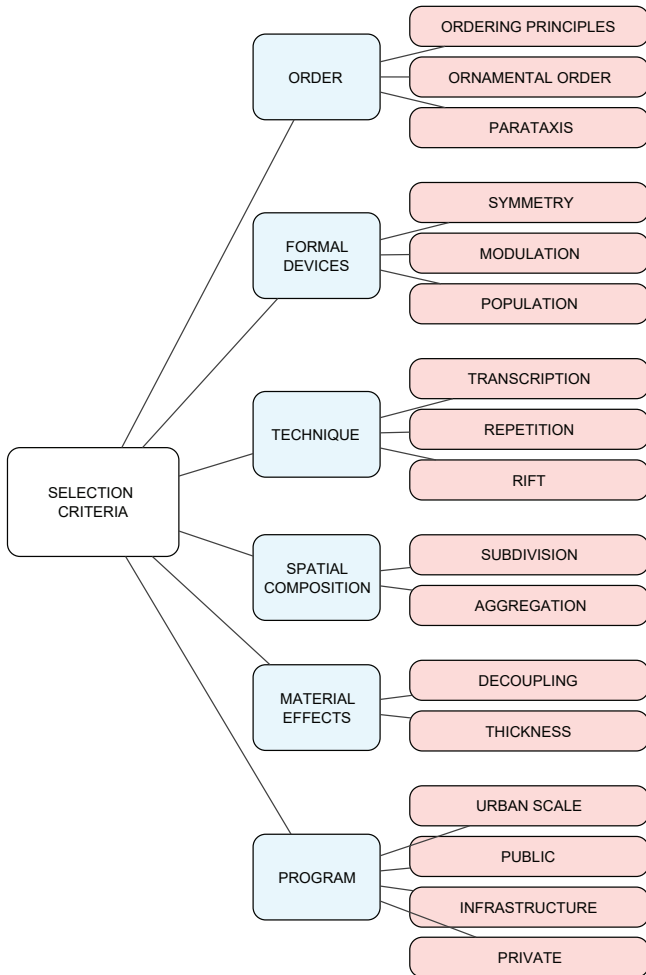 SELECTION
CRITERIA
ORDER
ORDERING PRINCIPLES
ORNAMENTAL ORDER
PARATAXIS
FORMAL
DEVICES
SYMMETRY
MODULATION
POPULATION
TECHNIQUE
TRANSCRIPTION
REPETITION
RIFT
SPATIAL
COMPOSITION
SUBDIVISION
AGGREGATION
MATERIAL
EFFECTS
DECOUPLING
THICKNESS
PROGRAM
URBAN SCALE
PUBLIC
INFRASTRUCTURE
PRIVATE